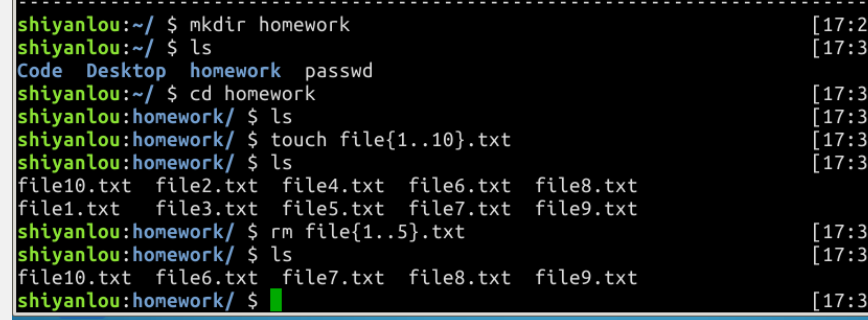 shiyanlou:~/ $ mkdir homework [17:2
shiyanlou:~/ $ ls [17:3
Code Desktop homework passwd
shiyanlou:~/ $ cd homework [17:3
shiyanlou:homework/ $ ls [17:3
shiyanlou:homework/ $ touch file{1..10}.txt [17:3
shiyanlou:homework/ $ ls [17:3
file10.txt file2.txt file4.txt file6.txt file8.txt
file1.txt file3.txt file5.txt file7.txt file9.txt
shiyanlou:homework/ $ rm file{1..5}.txt [17:3
shiyanlou:homework/ $ ls [17:3
file10.txt file6.txt file7.txt file8.txt file9.txt
shiyanlou:homework/ $ [17:3